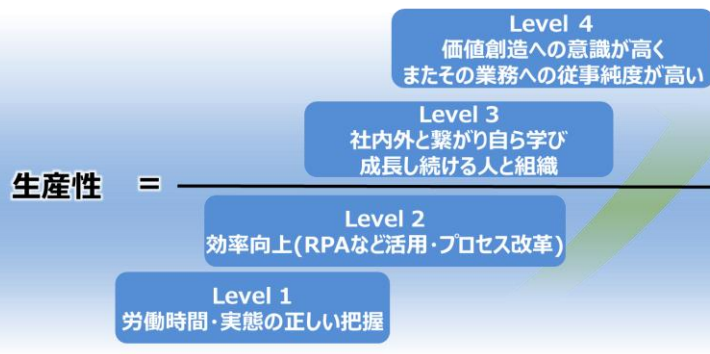 Level 4
価値創造への意識が高く
またその業務への従事純度が高い
Level 3
社内外と繋がり自ら学び
成長し続ける人と組織
生産性 =
Level 2
効率向上(RPAなど活用・プロセス改革)
Level 1
労働時間・実態の正しい把握